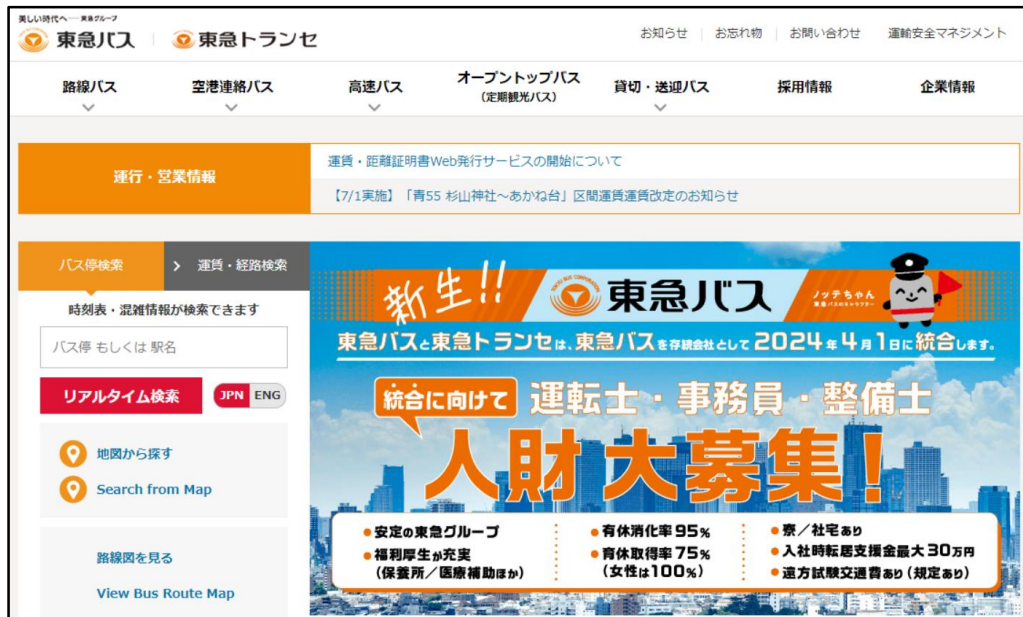 美しい時代へ――東急グループ
東急バス 東急トランセ
お知らせ お忘れ物 お問い合わせ 運輸安全マネジメント
路線バス 空港連絡バス 高速バス オープントップバス（定期観光バス） 貸切・送迎バス 採用情報 企業情報
運行・営業情報
運賃・距離証明書Web発行サービスの開始について
【7/1実施】「青55 杉山神社～あかね台」区間運賃運賃改定のお知らせ
バス停検索 運賃・経路検索
時刻表・混雑情報が検索できます
バス停 もしくは 駅名
リアルタイム検索 JPN ENG
地図から探す
Search from Map
路線図を見る
View Bus Route Map
新生!!
TOKYU BUS CORPORATION
東急バス
ノッテちゃん
東急バスのキャラクター
東急バスと東急トランセは、東急バスを存続会社として2024年4月1日に統合します。
統合に向けて 運転士・事務員・整備士
人財大募集！
●安定の東急グループ
●福利厚生が充実
（保養所／医療補助ほか）
●有休消化率95%
●育休取得率75%
（女性は100%）
●寮／社宅あり
●入社時転居支援金最大30万円
●遠方試験交通費あり（規定あり）